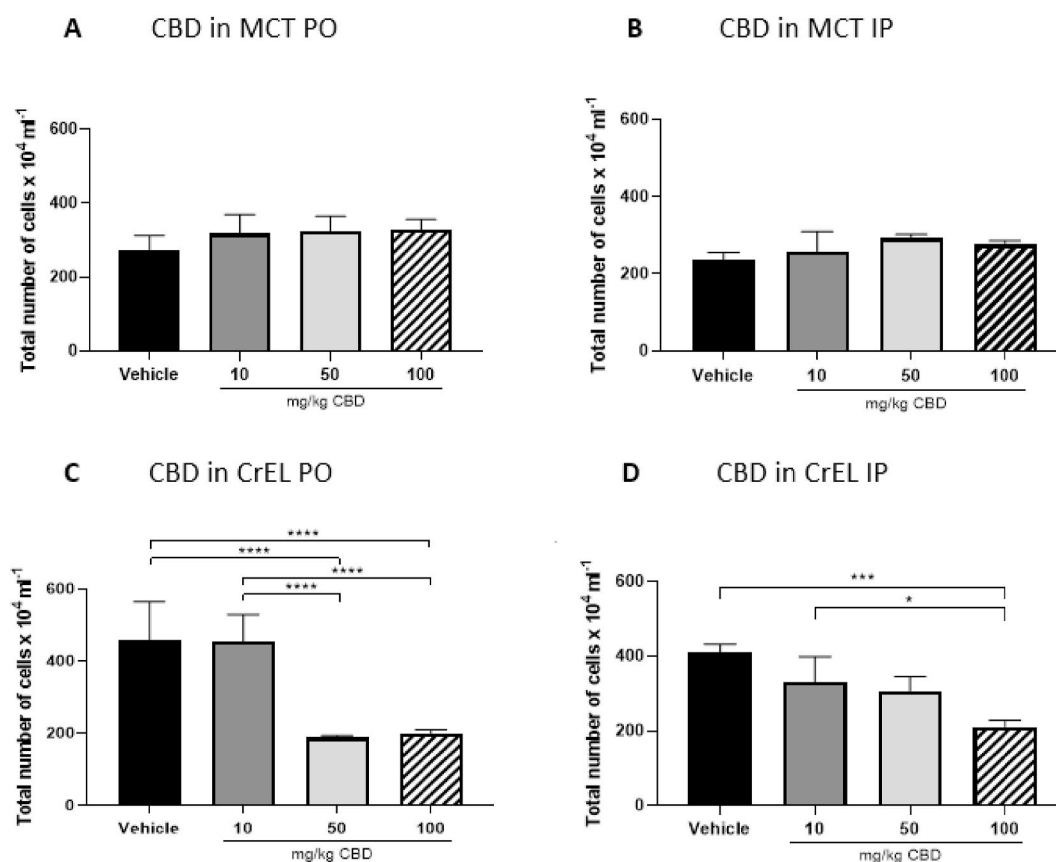 A CBD in MCT PO
Total number of cells x 10⁴ ml⁻¹
600
400
200
0
Vehicle 10 50 100
mg/kg CBD
B CBD in MCT IP
Total number of cells x 10⁴ ml⁻¹
600
400
200
0
Vehicle 10 50 100
mg/kg CBD
C CBD in CrEL PO
Total number of cells x 10⁴ ml⁻¹
****
****
****
****
600
400
200
0
Vehicle 10 50 100
mg/kg CBD
D CBD in CrEL IP
Total number of cells x 10⁴ ml⁻¹
***
*
600
400
200
0
Vehicle 10 50 100
mg/kg CBD